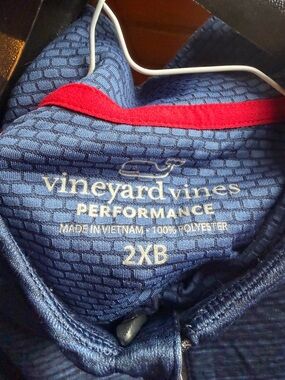 vineyard vines
PERFORMANCE
MADE IN VIETNAM - 100% POLYESTER
2XB